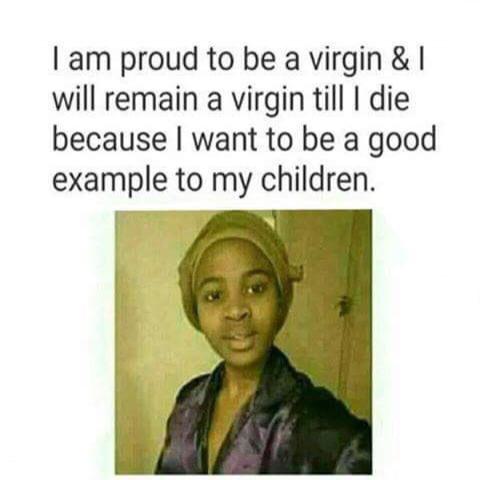 I am proud to be a virgin & I
will remain a virgin till I die
because I want to be a good
example to my children.